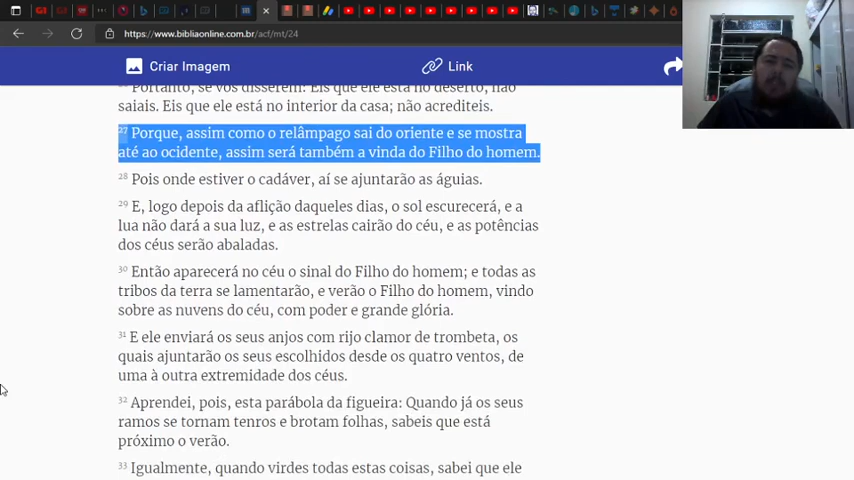 https://www.bibliaonline.com.br/acf/mt/24
Criar Imagem
Link
Portanto, se vos disserem: Eis que ele está no deserto, não
saiais. Eis que ele está no interior da casa; não acrediteis.
27 Porque, assim como o relâmpago sai do oriente e se mostra
até ao ocidente, assim será também a vinda do Filho do homem.
28 Pois onde estiver o cadáver, aí se ajuntarão as águias.
29 E, logo depois da aflição daqueles dias, o sol escurecerá, e a
lua não dará a sua luz, e as estrelas cairão do céu, e as potências
dos céus serão abaladas.
30 Então aparecerá no céu o sinal do Filho do homem; e todas as
tribos da terra se lamentarão, e verão o Filho do homem, vindo
sobre as nuvens do céu, com poder e grande glória.
31 E ele enviará os seus anjos com rijo clamor de trombeta, os
quais ajuntarão os seus escolhidos desde os quatro ventos, de
uma à outra extremidade dos céus.
32 Aprendei, pois, esta parábola da figueira: Quando já os seus
ramos se tornam tenros e brotam folhas, sabeis que está
próximo o verão.
33 Igualmente, quando virdes todas estas coisas, sabei que ele